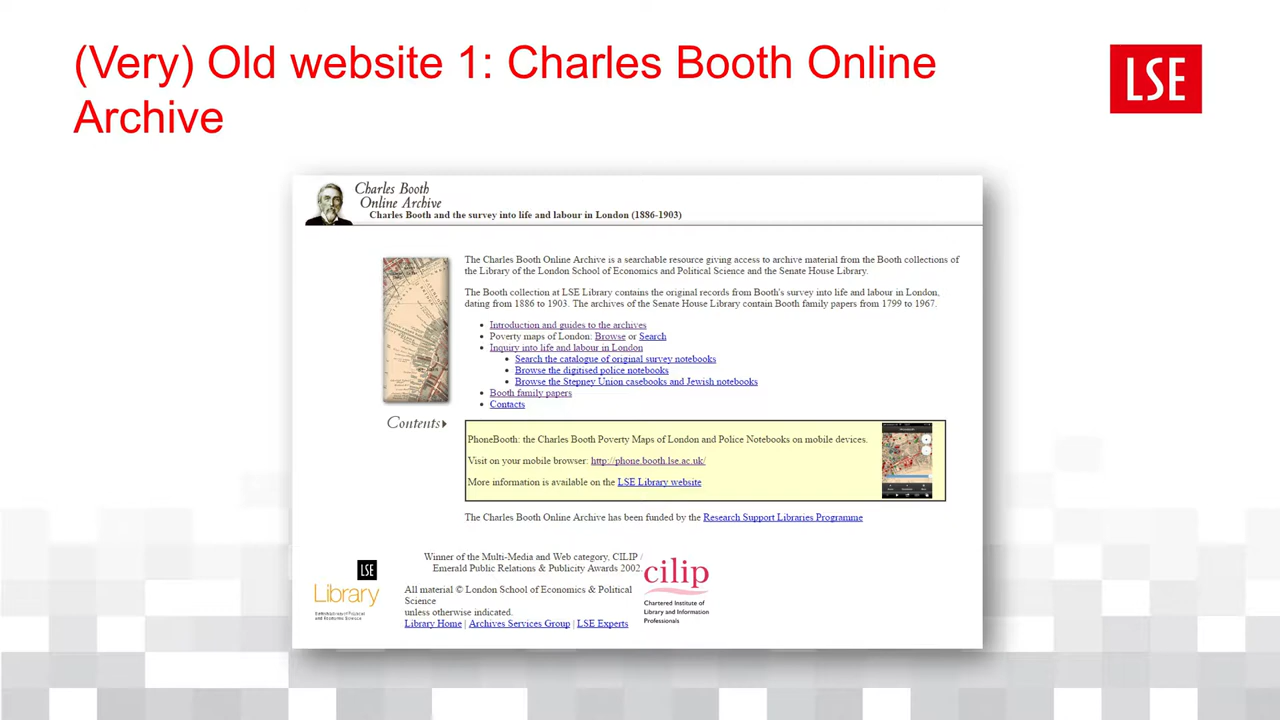 (Very) Old website 1: Charles Booth Online
Archive
LSE
Charles Booth
Online Archive
Charles Booth and the survey into life and labour in London (1886-1903)
The Charles Booth Online Archive is a searchable resource giving access to archive material from the Booth collections of
the Library of the London School of Economics and Political Science and the Senate House Library.
The Booth collection at LSE Library contains the original records from Booth's survey into life and labour in London,
dating from 1886 to 1903. The archives of the Senate House Library contain Booth family papers from 1799 to 1967.
Introduction and guides to the archives
Poverty maps of London: Browse or Search
Inquiry into life and labour in London
Search the catalogue of original survey notebooks
Browse the digitised police notebooks
Browse the Stepney Union casebooks and Jewish notebooks
Booth family papers
Contacts
Contents
PhoneBooth: the Charles Booth Poverty Maps of London and Police Notebooks on mobile devices.
Visit on your mobile browser: http://phone.booth.lse.ac.uk/
More information is available on the LSE Library website
The Charles Booth Online Archive has been funded by the Research Support Libraries Programme
Winner of the Multi-Media and Web category, CILIP /
Emerald Public Relations & Publicity Awards 2002.
All material © London School of Economics & Political
Science
unless otherwise indicated.
Library Home | Archives Services Group | LSE Experts
LSE
Library
cilip
Chartered Institute of
Library and Information
Professionals